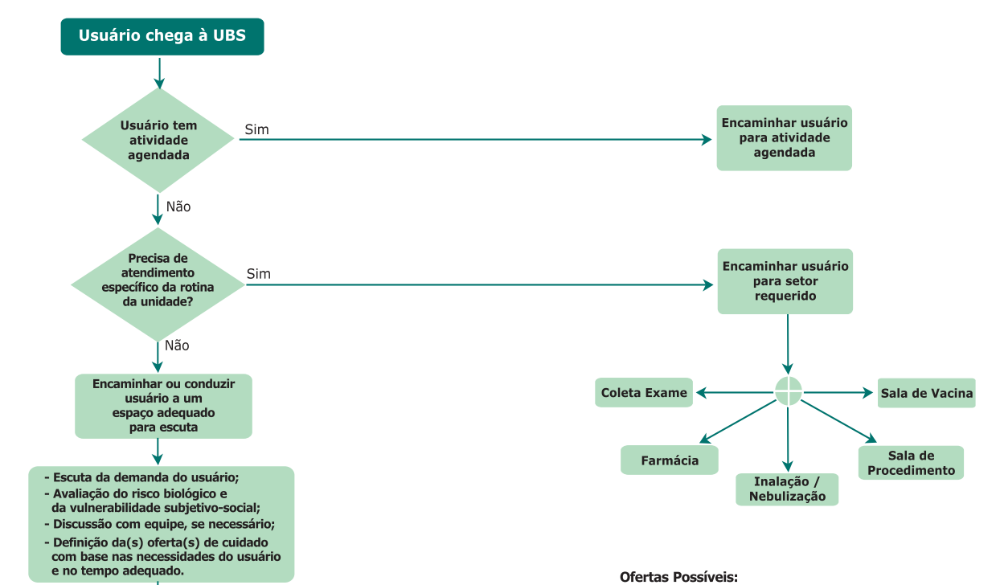 Usuário chega à UBS
Usuário tem
atividade
agendada
Sim
Encaminhar usuário
para atividade
agendada
Não
Precisa de
atendimento
específico da rotina
da unidade?
Sim
Encaminhar usuário
para setor
requerido
Não
Encaminhar ou conduzir
usuário a um
espaço adequado
para escuta
Coleta Exame
Sala de Vacina
Farmácia
Sala de
Procedimento
Inalação /
Nebulização
- Escuta da demanda do usuário;
- Avaliação do risco biológico e
da vulnerabilidade subjetivo-social;
- Discussão com equipe, se necessário;
- Definição da(s) oferta(s) de cuidado
com base nas necessidades do usuário
e no tempo adequado.
Ofertas Possíveis: